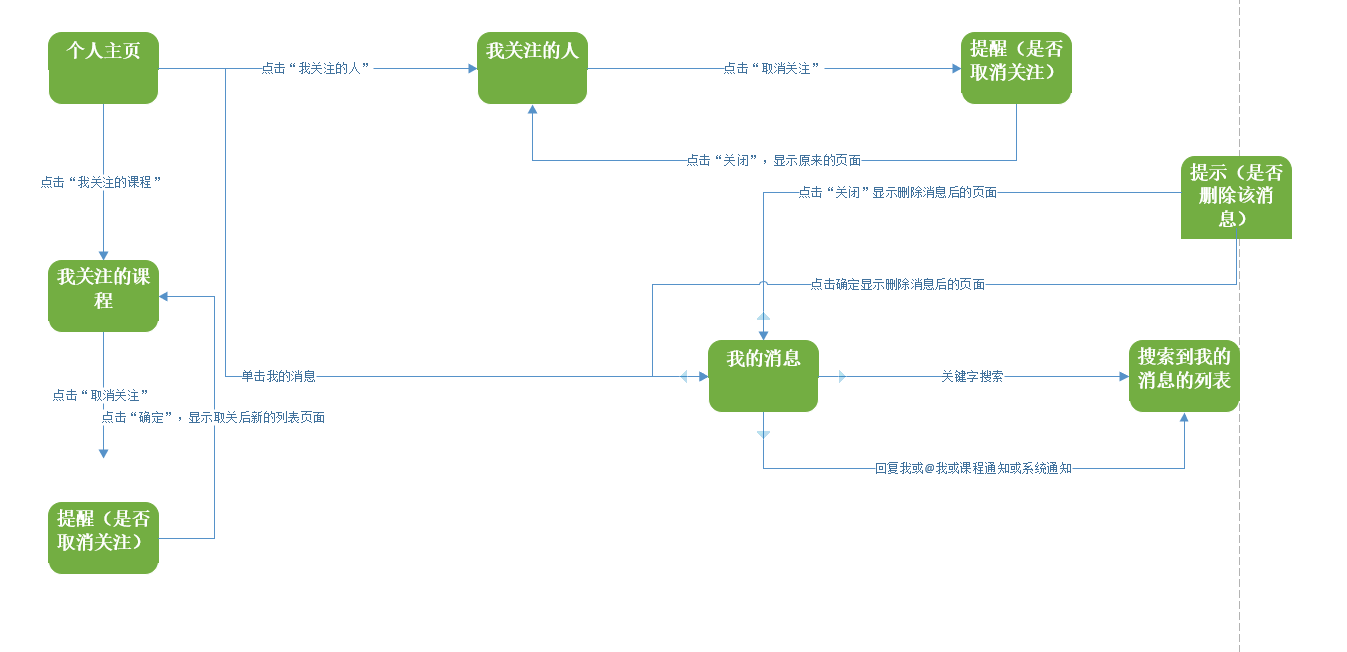 个人主页
点击“我关注的人”
我关注的人
点击“取消关注”
提醒（是否
取消关注）
点击“关闭”，显示原来的页面
点击“我关注的课程”
点击“关闭”显示删除消息后的页面
提示（是否
删除该消
息）
我关注的课
程
点击确定显示删除消息后的页面
单击我的消息
我的消息
关键字搜索
搜索到我的
消息的列表
点击“取消关注”
点击“确定”，显示取关后新的列表页面
回复我或@我或课程通知或系统通知
提醒（是否
取消关注）